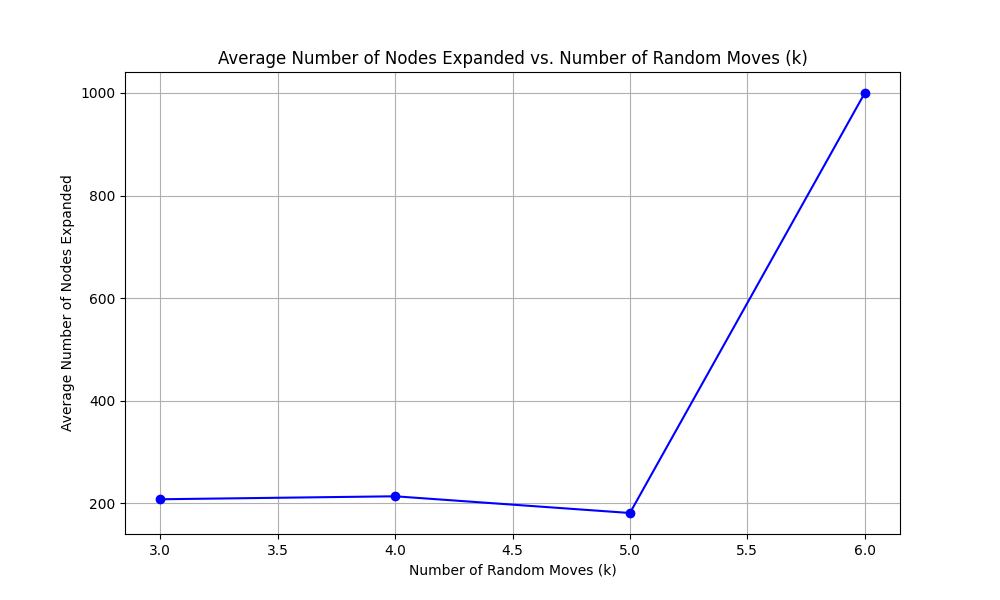 Average Number of Nodes Expanded vs. Number of Random Moves (k)
1000
800
600
400
200
Average Number of Nodes Expanded
3.0 3.5 4.0 4.5 5.0 5.5 6.0
Number of Random Moves (k)